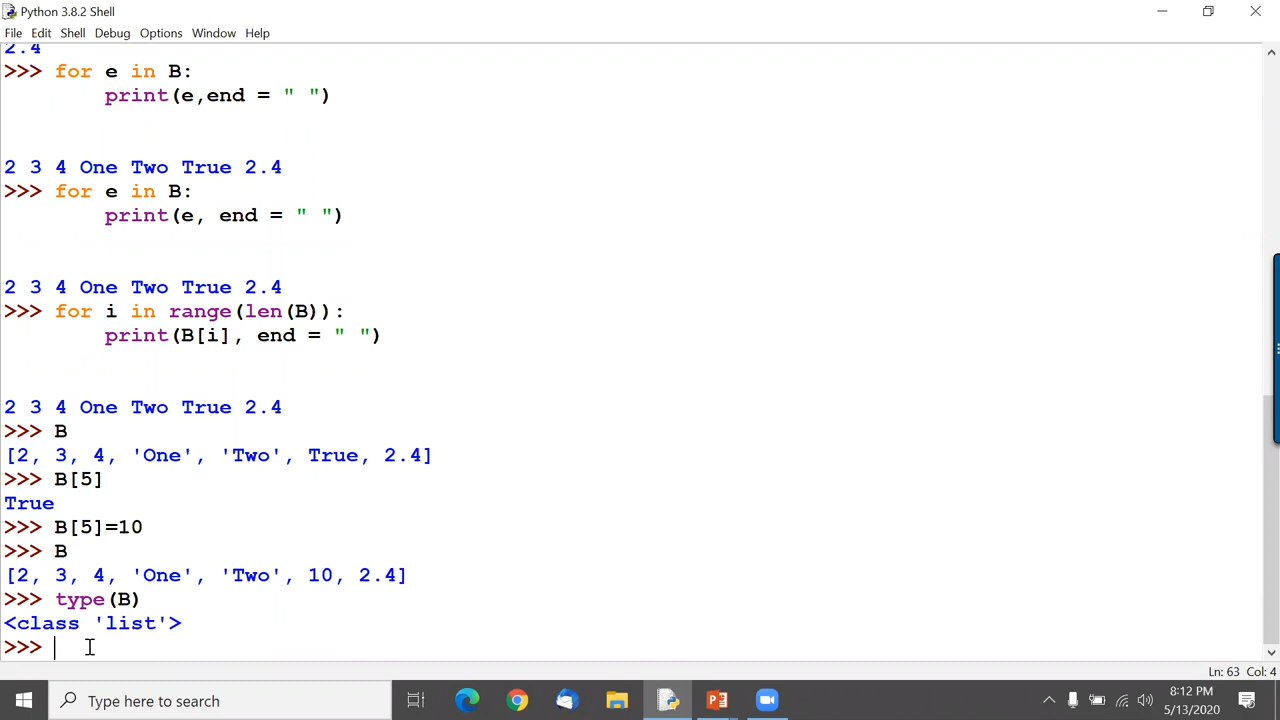 Python 3.8.2 Shell
File Edit Shell Debug Options Window Help
2.4
>>> for e in B:
        print(e,end = " ")
2 3 4 One Two True 2.4
>>> for e in B:
        print(e, end = " ")
2 3 4 One Two True 2.4
>>> for i in range(len(B)):
        print(B[i], end = " ")
2 3 4 One Two True 2.4
>>> B
[2, 3, 4, 'One', 'Two', True, 2.4]
>>> B[5]
True
>>> B[5]=10
>>> B
[2, 3, 4, 'One', 'Two', 10, 2.4]
>>> type(B)
<class 'list'>
>>>
Ln: 63 Col: 4
Type here to search
8:12 PM
5/13/2020